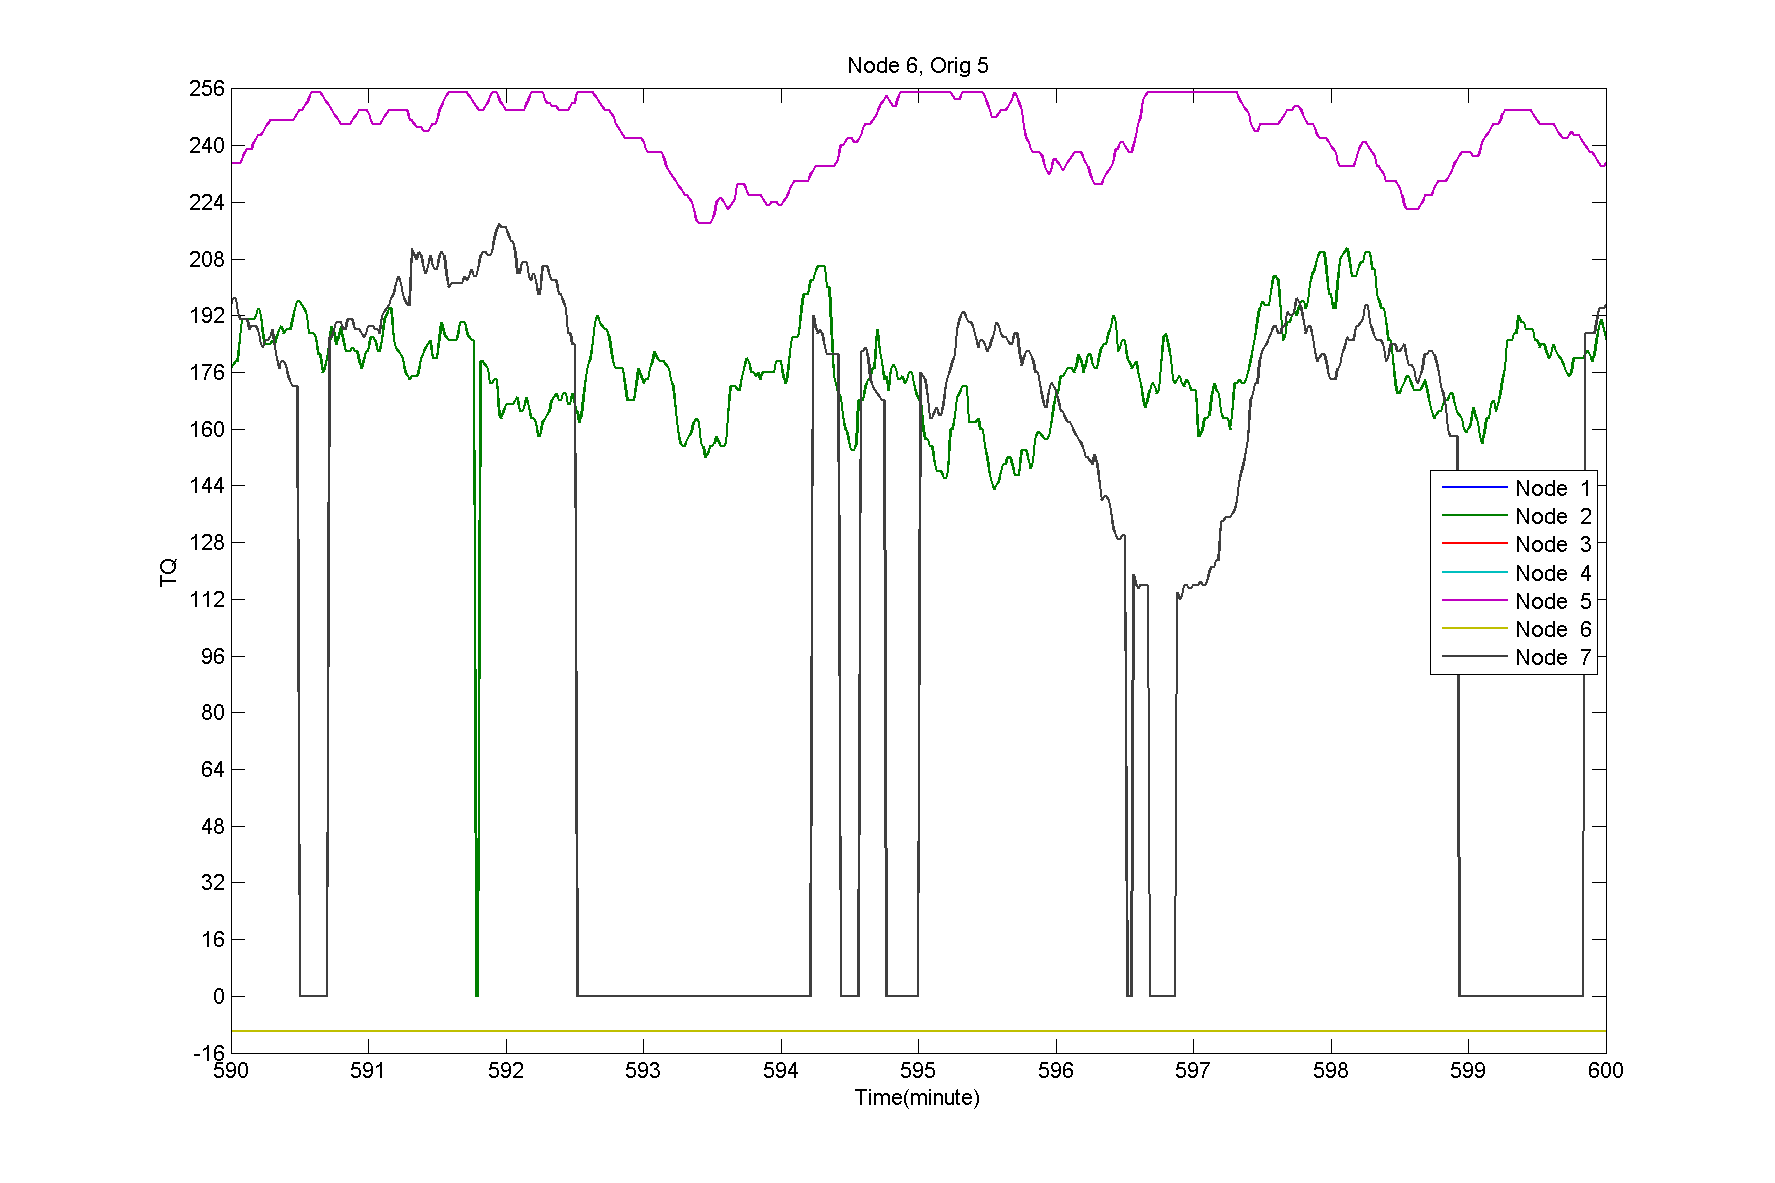 Node 6, Orig 5
256
240
224
208
192
176
160
144
128
112
96
80
64
48
32
16
0
-16
TQ
Node 1
Node 2
Node 3
Node 4
Node 5
Node 6
Node 7
590 591 592 593 594 595 596 597 598 599 600
Time(minute)